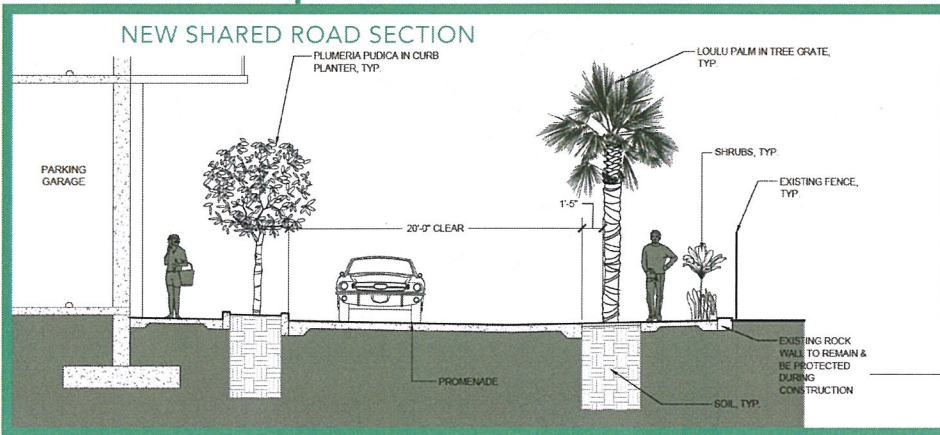 NEW SHARED ROAD SECTION
PLUMERIA PUDICA IN CURB
PLANTER, TYP.
LOULU PALM IN TREE GRATE,
TYP.
PARKING
GARAGE
SHRUBS, TYP.
EXISTING FENCE,
TYP.
1'-5"
20'-0" CLEAR
EXISTING ROCK
WALL TO REMAIN &
BE PROTECTED
DURING
CONSTRUCTION
PROMENADE
SOIL, TYP.